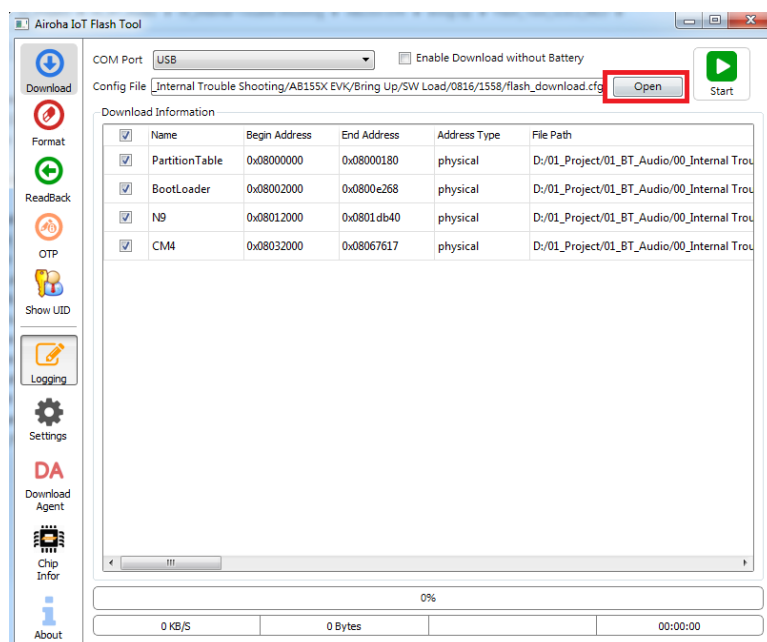 Airoha IoT Flash Tool
Download
Format
ReadBack
OTP
Show UID
Logging
Settings
DA
Download
Agent
Chip
Infor
About
COM Port USB Enable Download without Battery
Config File _Internal Trouble Shooting/AB155X EVK/Bring Up/SW Load/0816/1558/flash_download.cfg Open Start
Download Information
Name Begin Address End Address Address Type File Path
PartitionTable 0x08000000 0x08000180 physical D:/01_Project/01_BT_Audio/00_Internal Trou
BootLoader 0x08002000 0x0800e268 physical D:/01_Project/01_BT_Audio/00_Internal Trou
N9 0x08012000 0x0801db40 physical D:/01_Project/01_BT_Audio/00_Internal Trou
CM4 0x08032000 0x08067617 physical D:/01_Project/01_BT_Audio/00_Internal Trou
0%
0 KB/S 0 Bytes 00:00:00